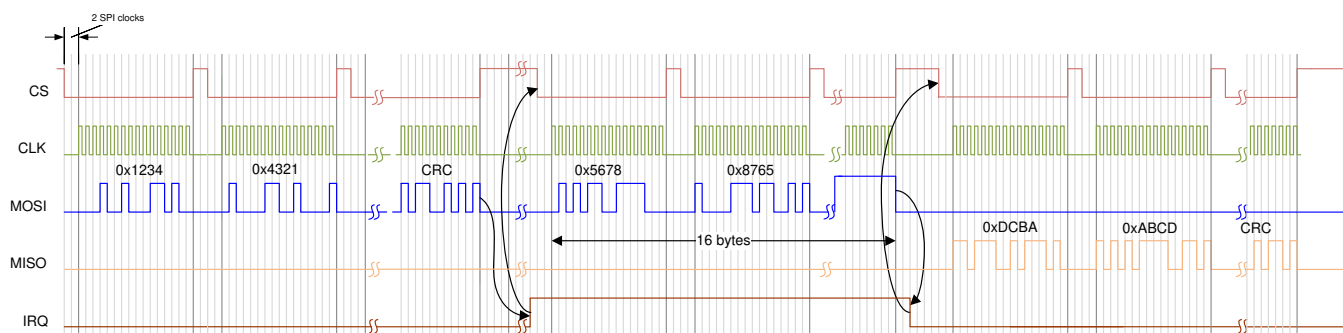 2 SPI clocks
CS
CLK
0x1234 0x4321 CRC 0x5678 0x8765
MOSI
0xDCBA 0xABCD CRC
16 bytes
MISO
IRQ